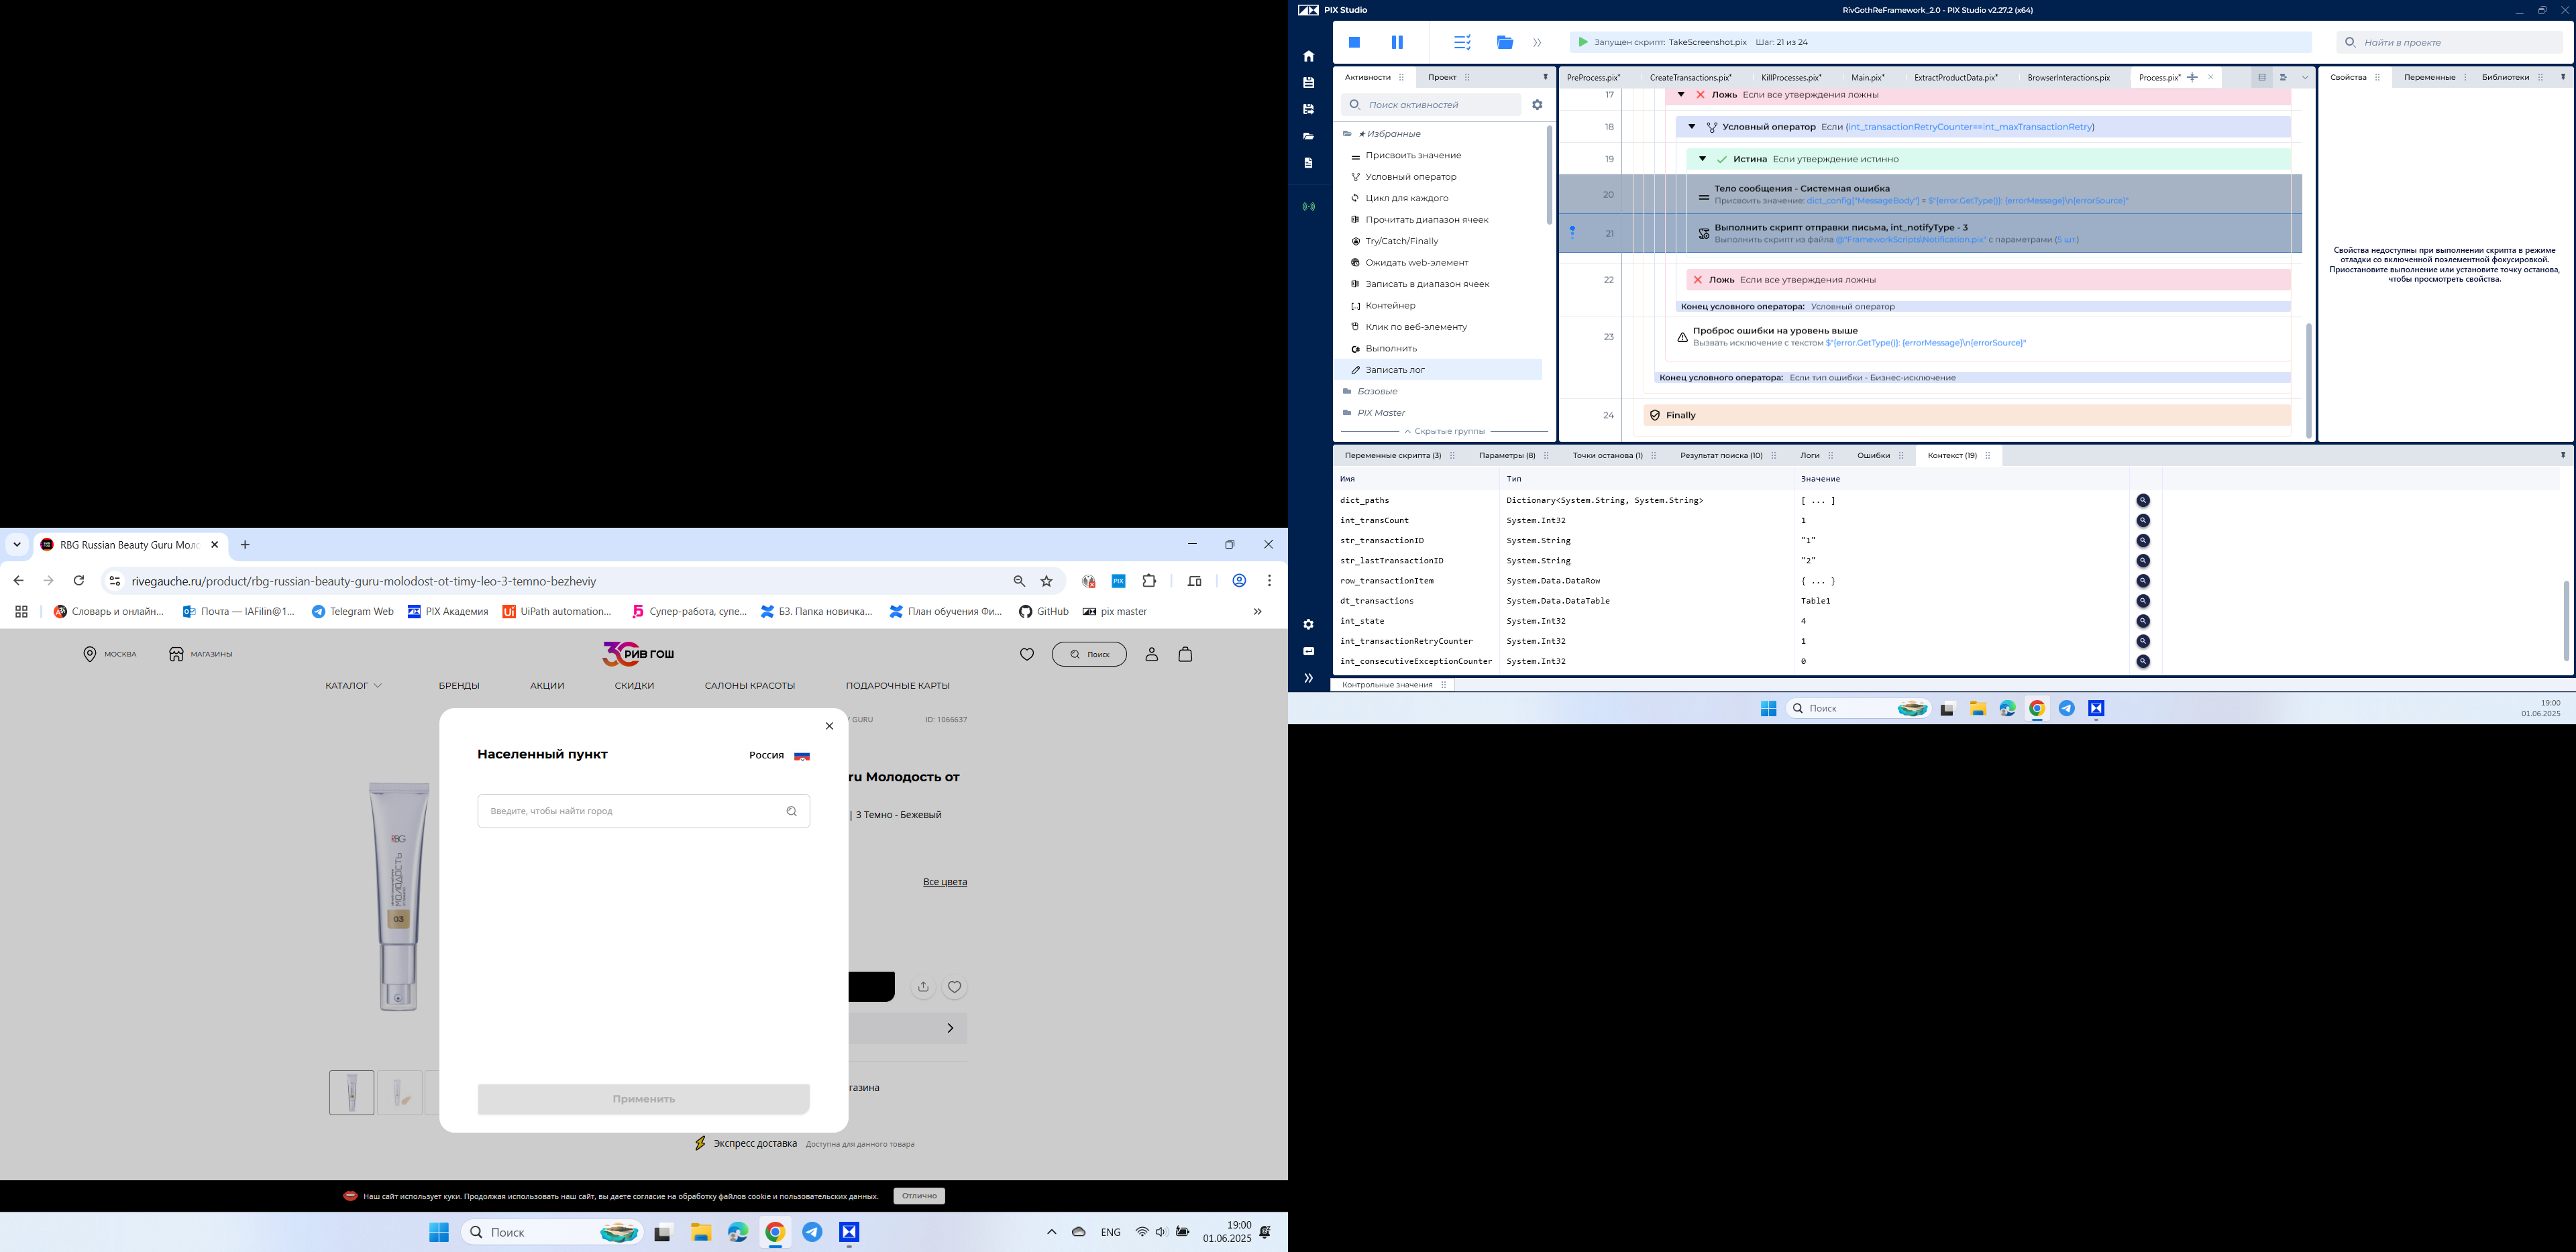 PIX Studio
RivGothReFramework_2.0 - PIX Studio v2.27.2 (x64)
Запущен скрипт: TakeScreenshot.pix Шаг: 21 из 24
Найти в проекте
Активности
Проект
PreProcess.pix*
CreateTransactions.pix*
KillProcesses.pix*
Main.pix*
ExtractProductData.pix*
BrowserInteractions.pix
Process.pix*
Свойства
Переменные
Библиотеки
Поиск активностей
Избранные
Присвоить значение
Условный оператор
Цикл для каждого
Прочитать диапазон ячеек
Try/Catch/Finally
Ожидать web-элемент
Записать в диапазон ячеек
Контейнер
Клик по веб-элементу
Выполнить
Записать лог
Базовые
PIX Master
Скрытые группы
17 Ложь Если все утверждения ложны
18 Условный оператор Если (int_transactionRetryCounter==int_maxTransactionRetry)
19 Истина Если утверждение истинно
20 Тело сообщения - Системная ошибка
Присвоить значение: dict_config["MessageBody"] = $"{error.GetType()}: {errorMessage}\n{errorSource}"
21 Выполнить скрипт отправки письма, int_notifyType - 3
Выполнить скрипт из файла @"FrameworkScripts\Notification.pix" с параметрами (5 шт.)
22 Ложь Если все утверждения ложны
Конец условного оператора: Условный оператор
23 Проброс ошибки на уровень выше
Вызвать исключение с текстом $"{error.GetType()}: {errorMessage}\n{errorSource}"
Конец условного оператора: Если тип ошибки - Бизнес-исключение
24 Finally
Свойства недоступны при выполнении скрипта в режиме
отладки со включенной поэлементной фокусировкой.
Приостановите выполнение или установите точку останова,
чтобы просмотреть свойства.
Переменные скрипта (3)
Параметры (8)
Точки останова (1)
Результат поиска (10)
Логи
Ошибки
Контекст (19)
Имя Тип Значение
dict_paths Dictionary<System.String, System.String> [ ... ]
int_transCount System.Int32 1
str_transactionID System.String "1"
str_lastTransactionID System.String "2"
row_transactionItem System.Data.DataRow { ... }
dt_transactions System.Data.DataTable Table1
int_state System.Int32 4
int_transactionRetryCounter System.Int32 1
int_consecutiveExceptionCounter System.Int32 0
Контрольные значения
Поиск
19:00
01.06.2025
RBG Russian Beauty Guru Моло
rivegauche.ru/product/rbg-russian-beauty-guru-molodost-ot-timy-leo-3-temno-bezheviy
Словарь и онлайн...
Почта — IAFilin@1...
Telegram Web
PIX Академия
UiPath automation...
Супер-работа, супе...
БЗ. Папка новичка...
План обучения Фи...
GitHub
pix master
МОСКВА
МАГАЗИНЫ
РИВ ГОШ
Поиск
КАТАЛОГ
БРЕНДЫ
АКЦИИ
СКИДКИ
САЛОНЫ КРАСОТЫ
ПОДАРОЧНЫЕ КАРТЫ
GURU
ID: 1066637
Населенный пункт
Россия
ru Молодость от
Введите, чтобы найти город
| 3 Темно - Бежевый
RBG
МОЛОДОСТЬ
03
Все цвета
газина
Применить
Экспресс доставка Доступна для данного товара
Наш сайт использует куки. Продолжая использовать наш сайт, вы даете согласие на обработку файлов cookie и пользовательских данных.
Отлично
Поиск
ENG
19:00
01.06.2025